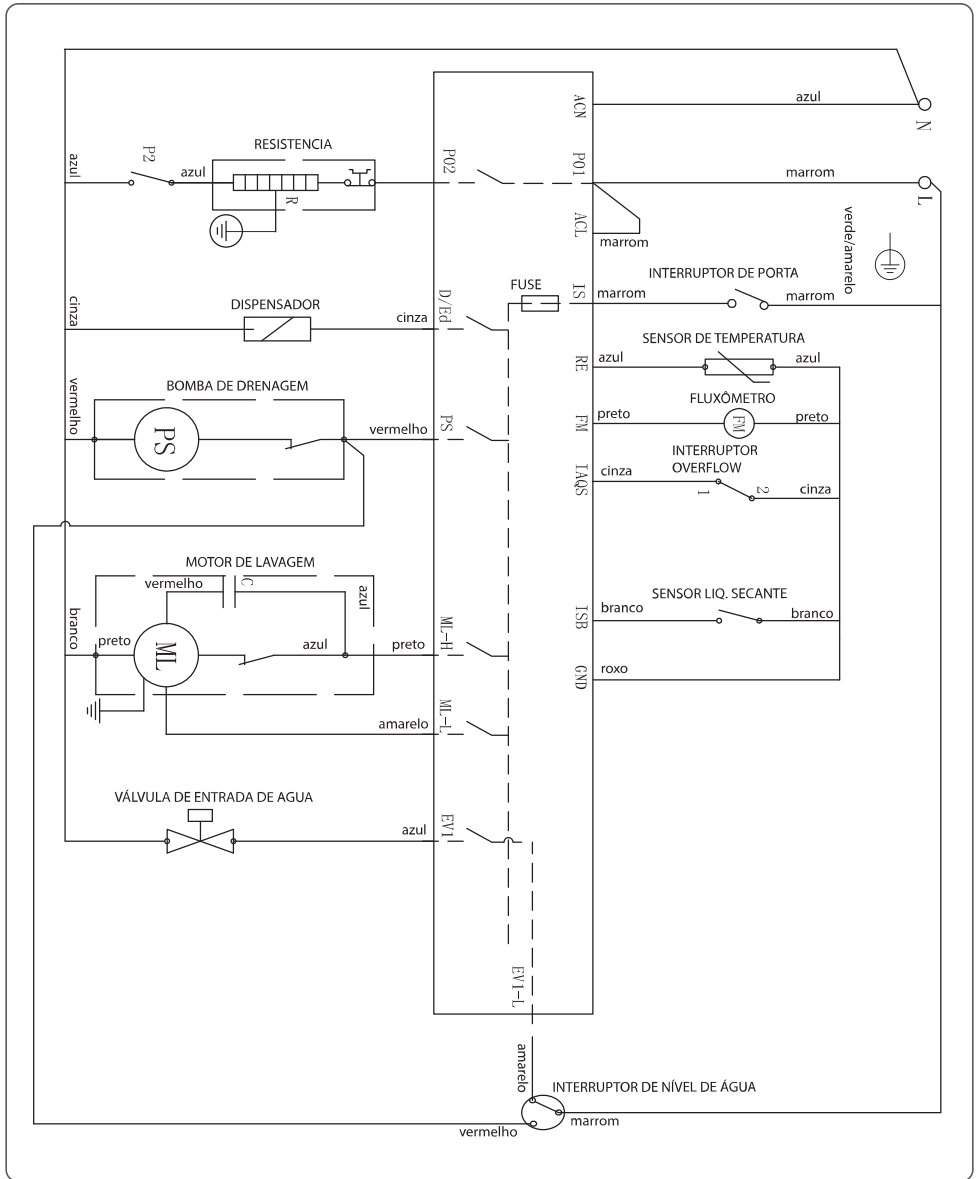 ACN
azul
N
RESISTENCIA
azul
P2
azul
R
P02
P01
marrom
L
ACL
marrom
verde/amarelo
FUSE
IS
marrom
INTERRUPTOR DE PORTA
marrom
cinza
DISPENSADOR
cinza
D/Ed
SENSOR DE TEMPERATURA
RE
azul
azul
vermelho
BOMBA DE DRENAGEM
PS
vermelho
PS
FLUXÔMETRO
FM
preto
FM
preto
INTERRUPTOR
OVERFLOW
IAQS
cinza
1
2
cinza
MOTOR DE LAVAGEM
vermelho
C
azul
branco
preto
ML
azul
preto
ML-H
SENSOR LIQ. SECANTE
ISB
branco
branco
GND
roxo
amarelo
ML-L
VÁLVULA DE ENTRADA DE AGUA
azul
EV1
EV1-L
amarelo
INTERRUPTOR DE NÍVEL DE ÁGUA
marrom
vermelho